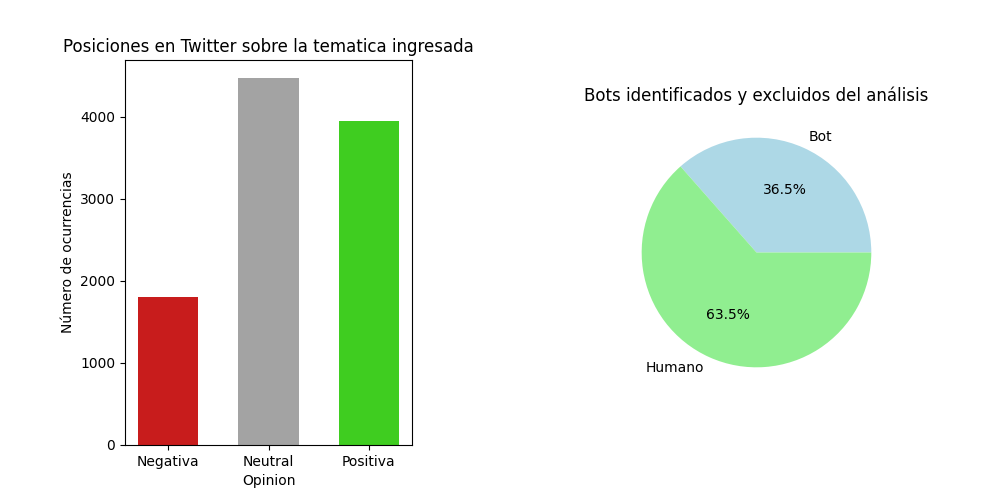 Posiciones en Twitter sobre la tematica ingresada
Número de ocurrencias
4000
3000
2000
1000
0
Negativa
Neutral
Positiva
Opinion
Bots identificados y excluidos del análisis
Bot
36.5%
63.5%
Humano